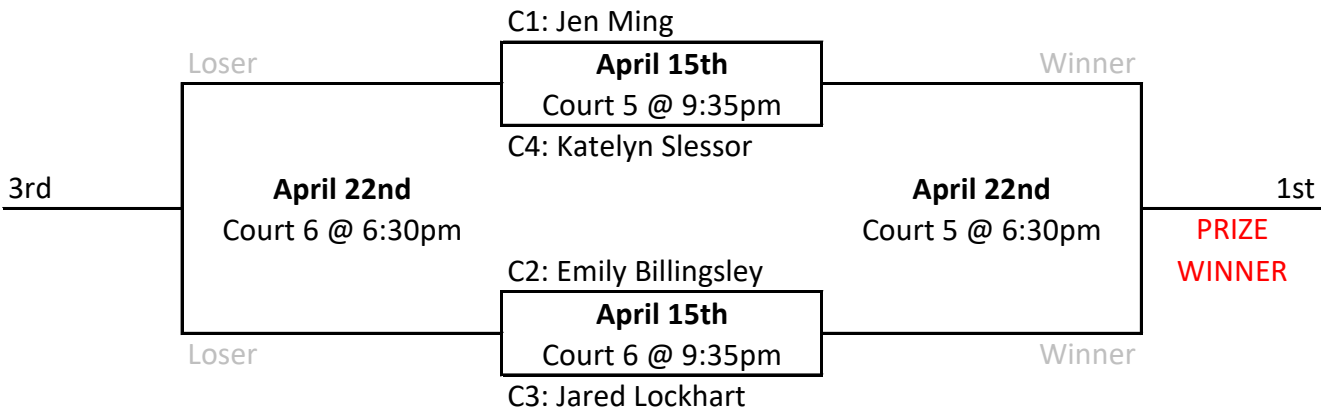 C1: Jen Ming
Loser
April 15th
Winner
Court 5 @ 9:35pm
C4: Katelyn Slessor
3rd
April 22nd
Court 6 @ 6:30pm
April 22nd
Court 5 @ 6:30pm
1st
PRIZE
WINNER
C2: Emily Billingsley
April 15th
Loser
Court 6 @ 9:35pm
Winner
C3: Jared Lockhart